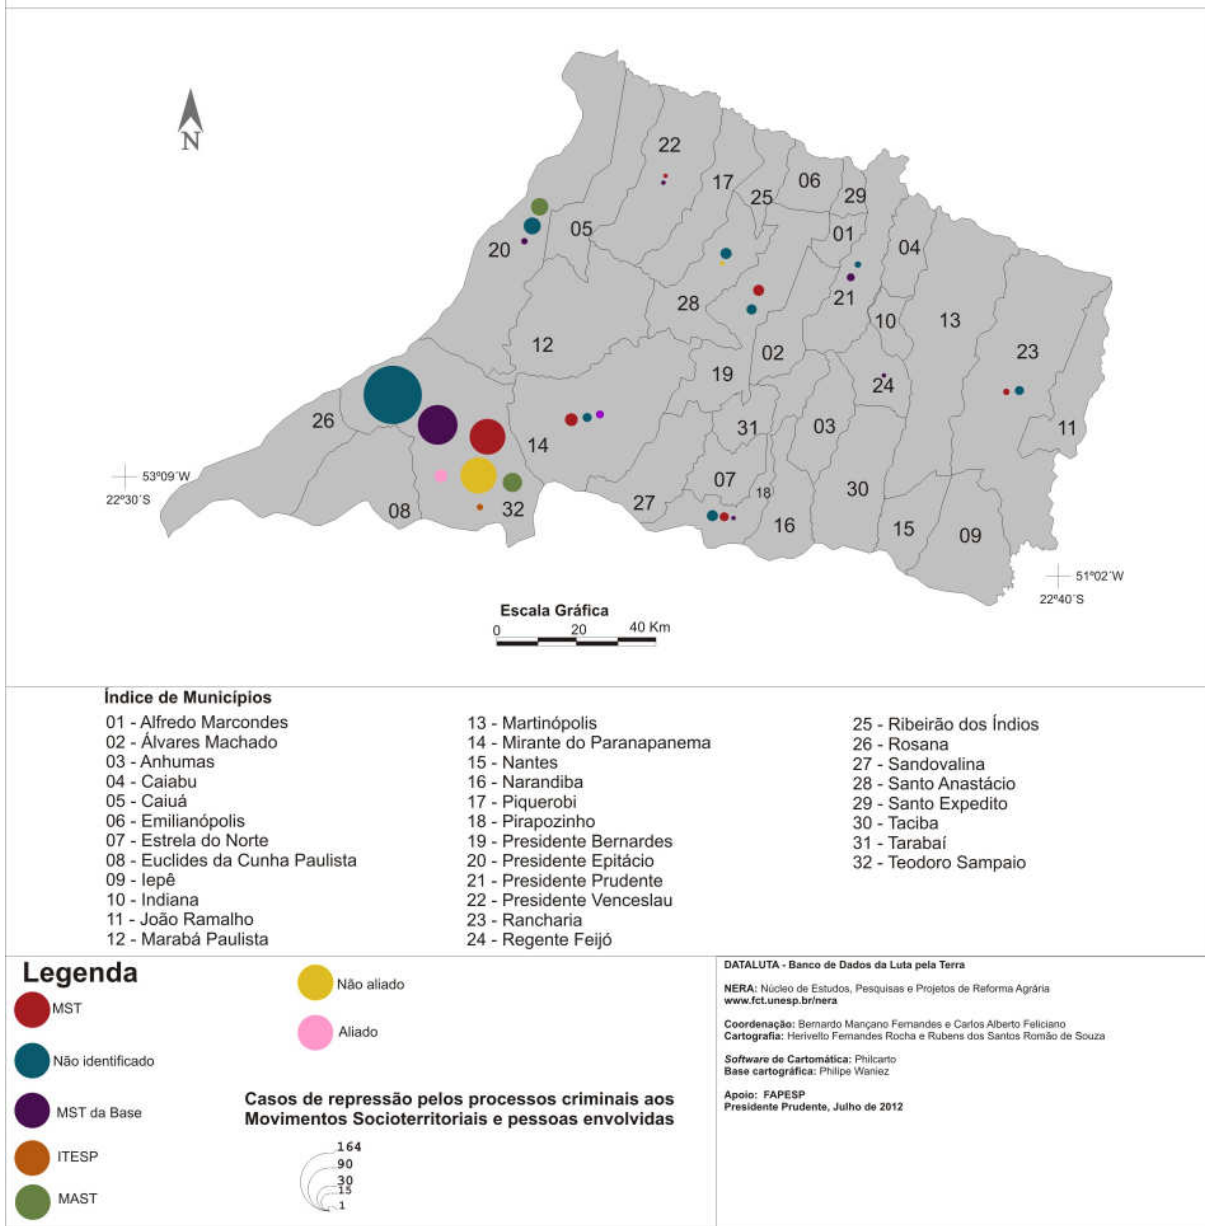 N
22
17
06
25
29
05
01
04
20
28
21
10
13
12
02
23
19
24
26
31
03
11
14
07
53º09´W
22º30´S
18
30
08
32
27
16
15
09
51º02´W
22º40´S
Escala Gráfica
0 20 40 Km
Índice de Municípios
01 - Alfredo Marcondes
02 - Álvares Machado
03 - Anhumas
04 - Caiabu
05 - Caiuá
06 - Emilianópolis
07 - Estrela do Norte
08 - Euclides da Cunha Paulista
09 - Iepê
10 - Indiana
11 - João Ramalho
12 - Marabá Paulista
13 - Martinópolis
14 - Mirante do Paranapanema
15 - Nantes
16 - Narandiba
17 - Piquerobi
18 - Pirapozinho
19 - Presidente Bernardes
20 - Presidente Epitácio
21 - Presidente Prudente
22 - Presidente Venceslau
23 - Rancharia
24 - Regente Feijó
25 - Ribeirão dos Índios
26 - Rosana
27 - Sandovalina
28 - Santo Anastácio
29 - Santo Expedito
30 - Taciba
31 - Tarabaí
32 - Teodoro Sampaio
Legenda
MST
Não identificado
MST da Base
ITESP
MAST
Não aliado
Aliado
Casos de repressão pelos processos criminais aos
Movimentos Socioterritoriais e pessoas envolvidas
164
90
30
15
1
DATALUTA - Banco de Dados da Luta pela Terra
NERA: Núcleo de Estudos, Pesquisas e Projetos de Reforma Agrária
www.fct.unesp.br/nera
Coordenação: Bernardo Mançano Fernandes e Carlos Alberto Feliciano
Cartografia: Herivelto Fernandes Rocha e Rubens dos Santos Romão de Souza
Software de Cartomática: Philcarto
Base cartográfica: Philipe Waniez
Apoio: FAPESP
Presidente Prudente, Julho de 2012